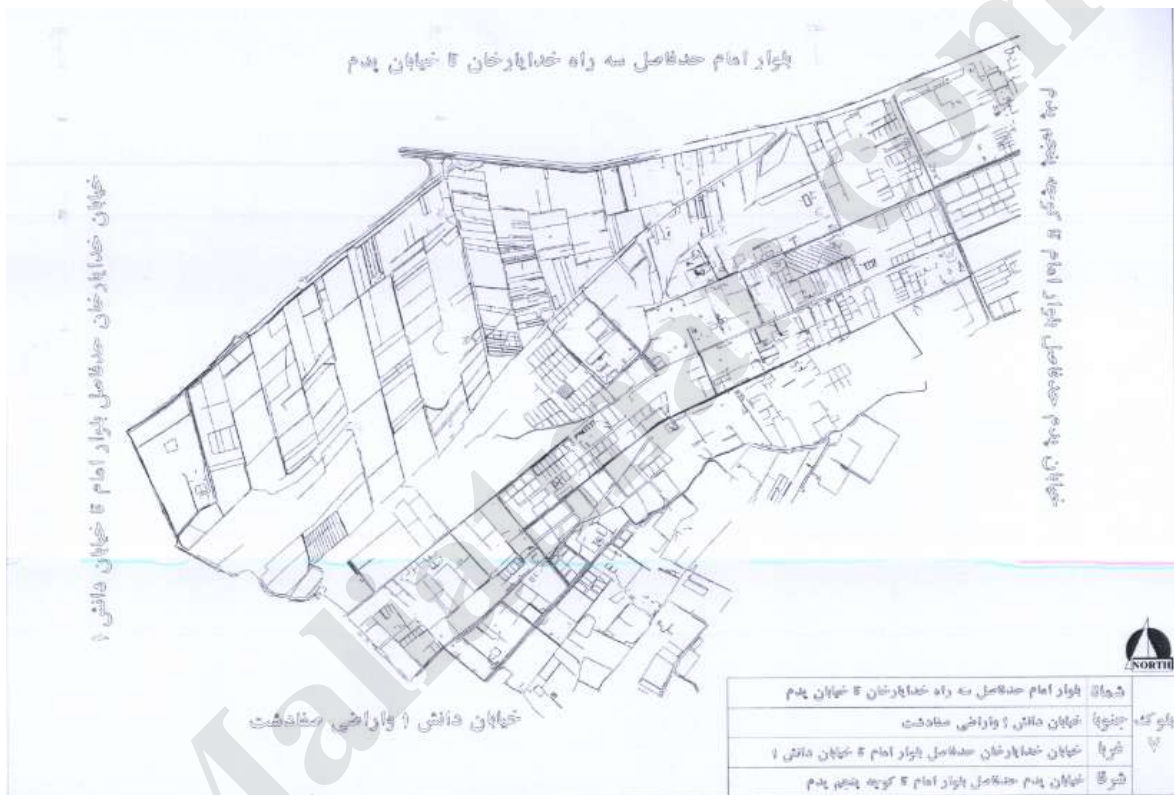 بلوار امام حدفاصل سه راه خدایارخان تا خیابان پدم
خیابان پدم حدفاصل بلوار امام تا کوچه پنجم پدم
خیابان خدایارخان حدفاصل بلوار امام تا خیابان دانش ۱
خیابان دانش ۱ واراضی صفادشت
NORTH
بلوک ۷
شمالا بلوار امام حدفاصل سه راه خدایارخان تا خیابان پدم
جنوبا خیابان دانش ۱ واراضی صفادشت
غربا خیابان خدایارخان حدفاصل بلوار امام تا خیابان دانش ۱
شرقا خیابان پدم حدفاصل بلوار امام تا کوچه پنجم پدم